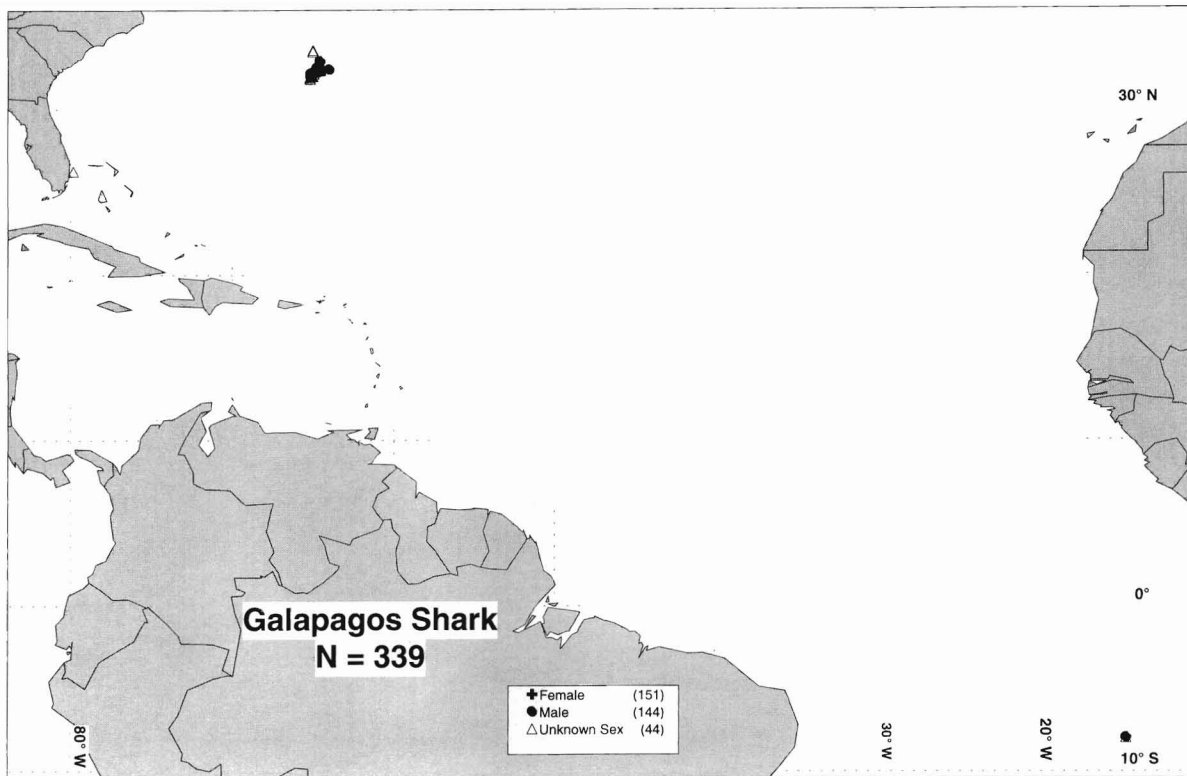 30° N
0°
Galapagos Shark
N = 339
Female (151)
Male (144)
Unknown Sex (44)
80° W
30° W
20° W
10° S